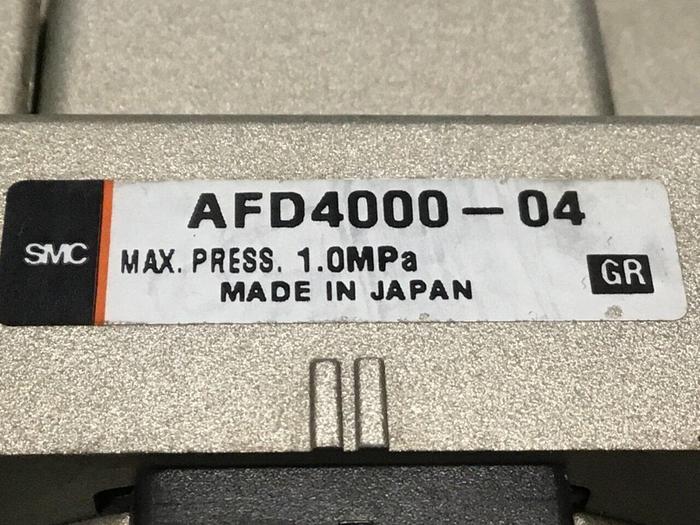 AFD4000-04
SMC
MAX. PRESS. 1.0MPa
GR
MADE IN JAPAN